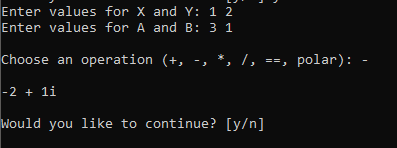 Enter values for X and Y: 1 2
Enter values for A and B: 3 1
Choose an operation (+, -, *, /, ==, polar): -
-2 + 1i
Would you like to continue? [y/n]